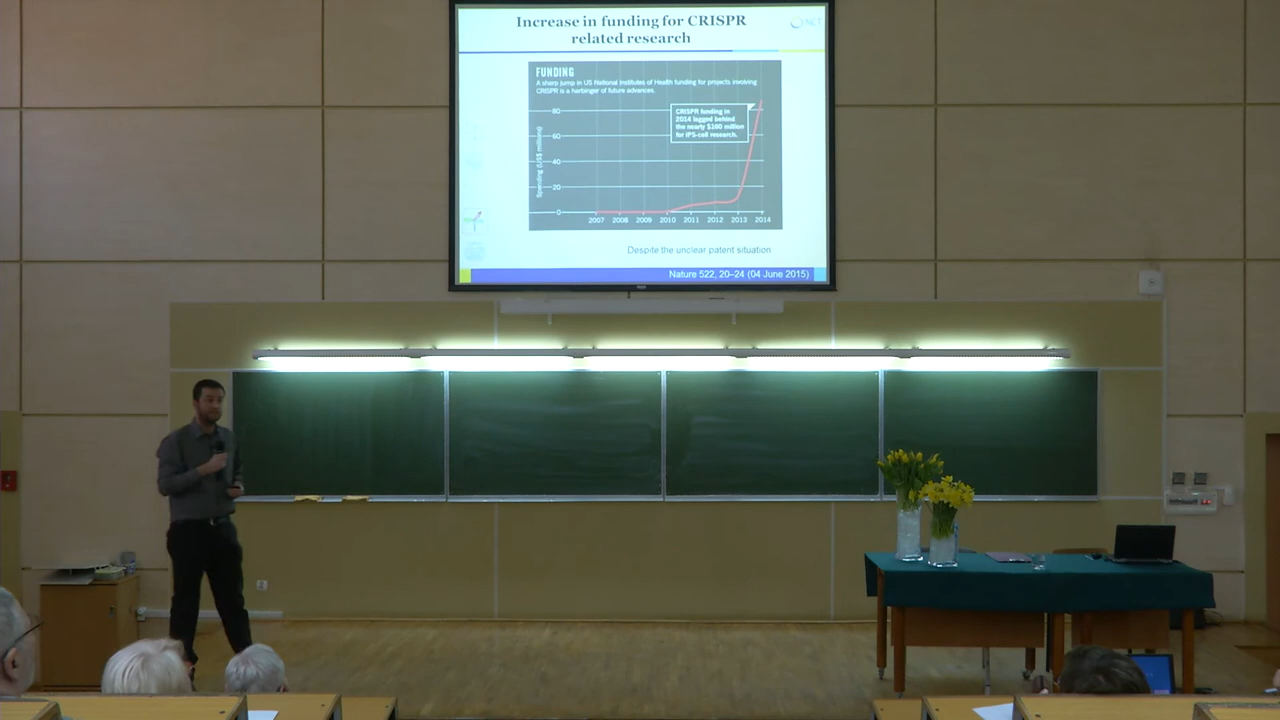 Increase in funding for CRISPR
related research
FUNDING
A sharp jump in US National Institutes of Health funding for projects involving
CRISPR is a harbinger of future advances.
CRISPR funding in
2014 lagged behind
the nearly $100 million
for iPS-cell research.
Spending (US$ millions)
80
60
40
20
0
2007 2008 2009 2010 2011 2012 2013 2014
Despite the unclear patent situation
Nature 522, 20–24 (04 June 2015)